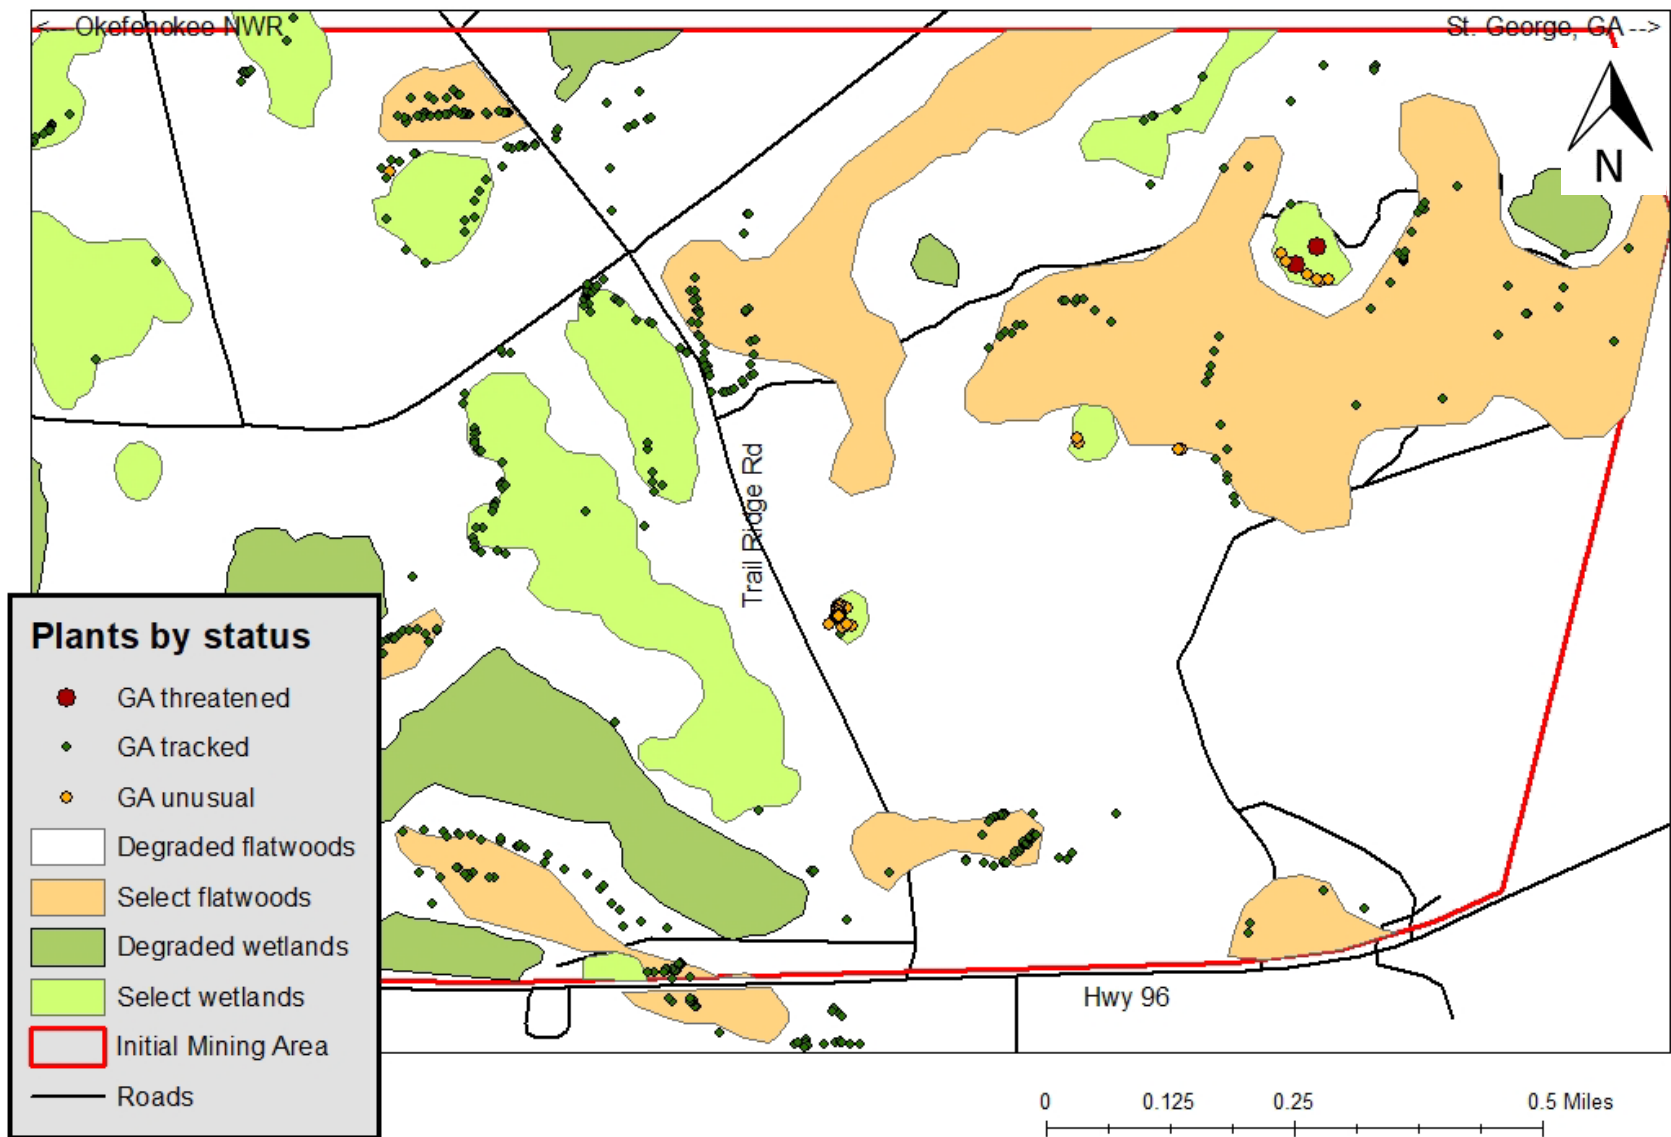 <-- Okefenokee NWR
St. George, GA -->
N
Trail Ridge Rd
Plants by status
GA threatened
GA tracked
GA unusual
Degraded flatwoods
Select flatwoods
Degraded wetlands
Select wetlands
Initial Mining Area
Roads
Hwy 96
0 0.125 0.25 0.5 Miles